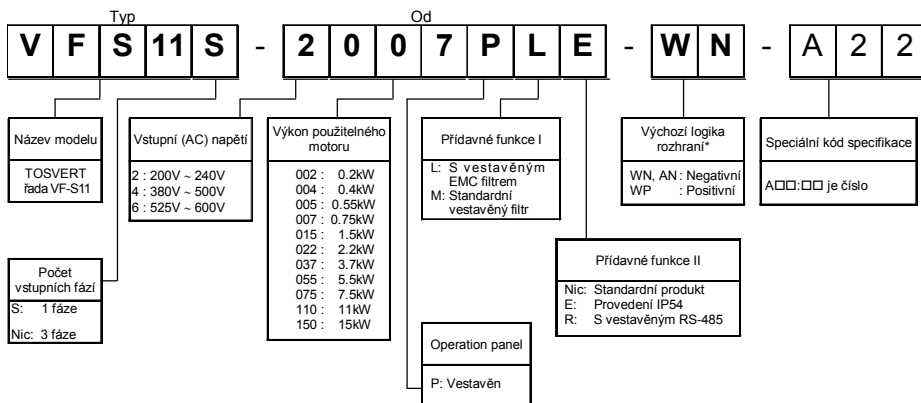 Typ
Od
V F S 11 S - 2 0 0 7 P L E - W N - A 2 2
Název modelu
TOSVERT
řada VF-S11
Počet
vstupních fází
S: 1 fáze
Nic: 3 fáze
Vstupní (AC) napětí
2 : 200V ~ 240V
4 : 380V ~ 500V
6 : 525V ~ 600V
Výkon použitelného
motoru
002 : 0.2kW
004 : 0.4kW
005 : 0.55kW
007 : 0.75kW
015 : 1.5kW
022 : 2.2kW
037 : 3.7kW
055 : 5.5kW
075 : 7.5kW
110 : 11kW
150 : 15kW
Přídavné funkce I
L: S vestavěným
EMC filtrem
M: Standardní
vestavěný filtr
Operation panel
P: Vestavěn
Výchozí logika
rozhraní*
WN, AN : Negativní
WP : Positivní
Přídavné funkce II
Nic: Standardní produkt
E: Provedení IP54
R: S vestavěným RS-485
Speciální kód specifikace
A□□:□□ je číslo